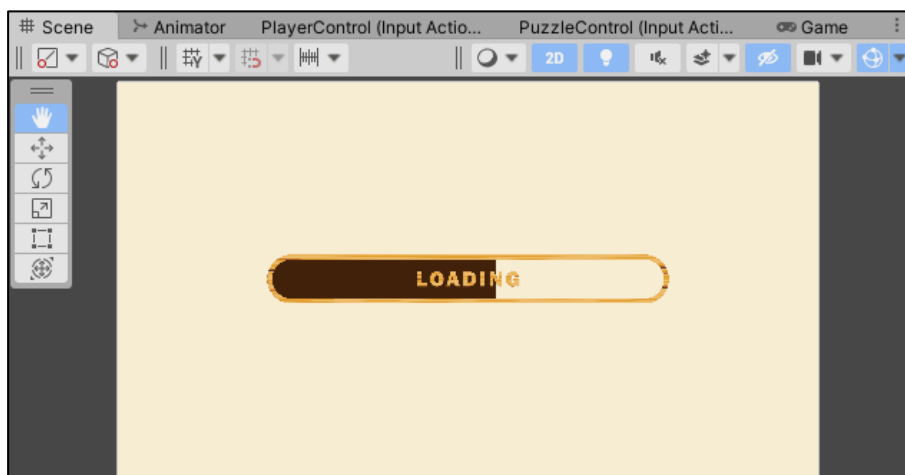 Scene Animator PlayerControl (Input Actio... PuzzleControl (Input Acti... Game
2D
LOADING